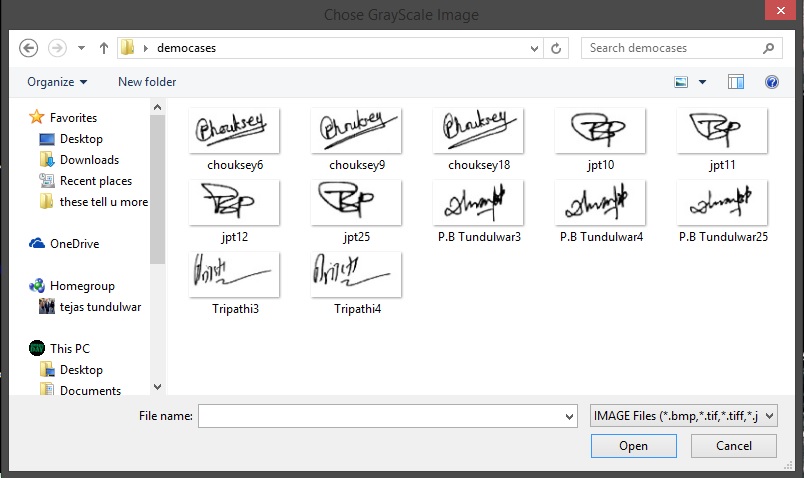 Chose GrayScale Image
democases
Search democases
Organize
New folder
Favorites
Desktop
Downloads
Recent places
these tell u more
OneDrive
Homegroup
tejas tundulwar
This PC
Desktop
Documents
Chouksey Chouksey Chouksey
chouksey6 chouksey9 chouksey18 jpt10 jpt11
jpt12 jpt25 P.B Tundulwar3 P.B Tundulwar4 P.B Tundulwar25
Tripathi3 Tripathi4
File name:
IMAGE Files (*.bmp,*.tif,*.tiff,*.j
Open Cancel